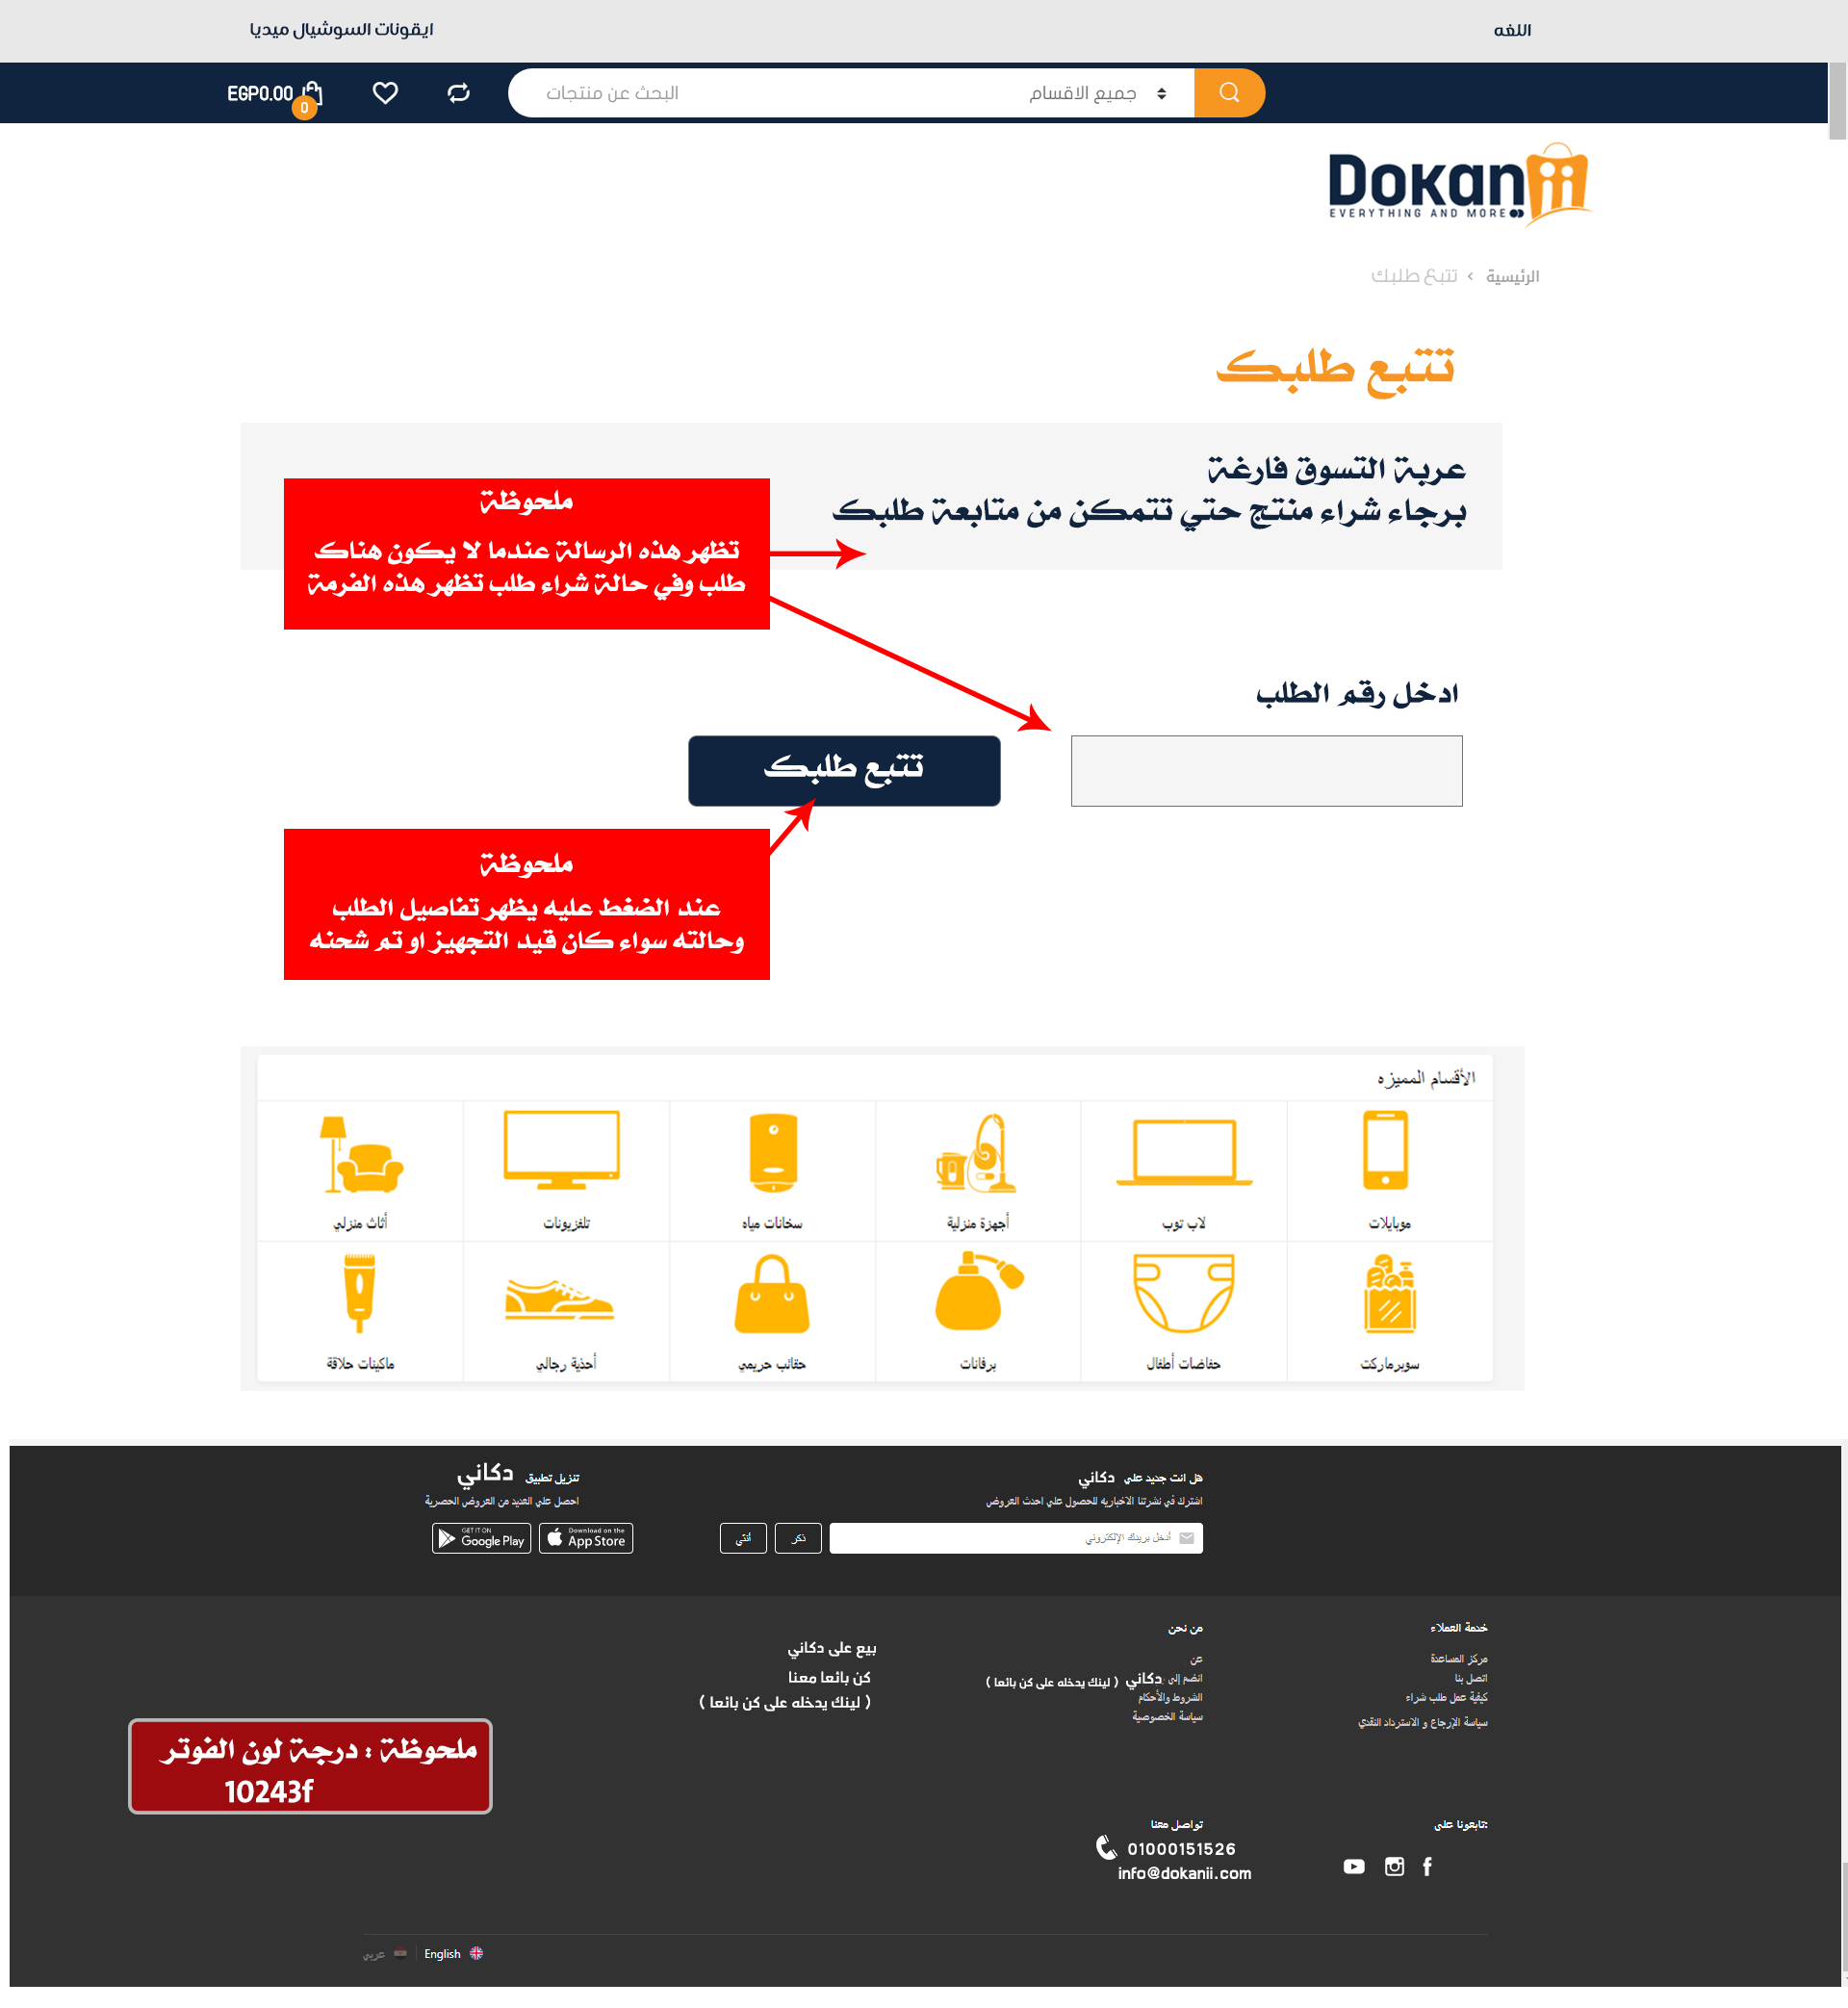 اللغه
ايقونات السوشيال ميديا
جميع الاقسام
البحث عن منتجات
EGP0.00
0
Dokanii
EVERYTHING AND MORE
الرئيسية > تتبع طلبك
تتبع طلبك
عربة التسوق فارغة
برجاء شراء منتج حتي تتمكن من متابعة طلبك
ملحوظة
تظهر هذه الرسالة عندما لا يكون هناك
طلب وفي حالة شراء طلب تظهر هذه الفرمة
ادخل رقم الطلب
تتبع طلبك
ملحوظة
عند الضغط عليه يظهر تفاصيل الطلب
وحالته سواء كان قيد التجهيز او تم شحنه
الأقسام المميزه
موبايلات
لاب توب
أجهزة منزلية
سخانات مياه
تلفزيونات
أثاث منزلي
سوبرماركت
حفاضات أطفال
برفانات
حقائب حريمي
أحذية رجالي
ماكينات حلاقة
هل انت جديد علي دكاني
اشترك في نشرتنا الاخباريه للحصول علي احدث العروض
أدخل بريدك الإلكتروني
ذكر
أنثي
تنزيل تطبيق دكاني
احصل علي العديد من العروض الحصرية
Download on the
App Store
GET IT ON
Google Play
خدمة العملاء
مركز المساعدة
اتصل بنا
كيفية عمل طلب شراء
سياسة الإرجاع و الاسترداد النقدي
من نحن
عن
انضم إلى : دكاني ( لينك يدخله على كن بائعا )
الشروط والأحكام
سياسة الخصوصية
بيع على دكاني
كن بائعا معنا
( لينك يدخله على كن بائعا )
ملحوظة : درجة لون الفوتر
10243f
تابعونا على:
تواصل معنا
01000151526
info@dokanii.com
English
عربي